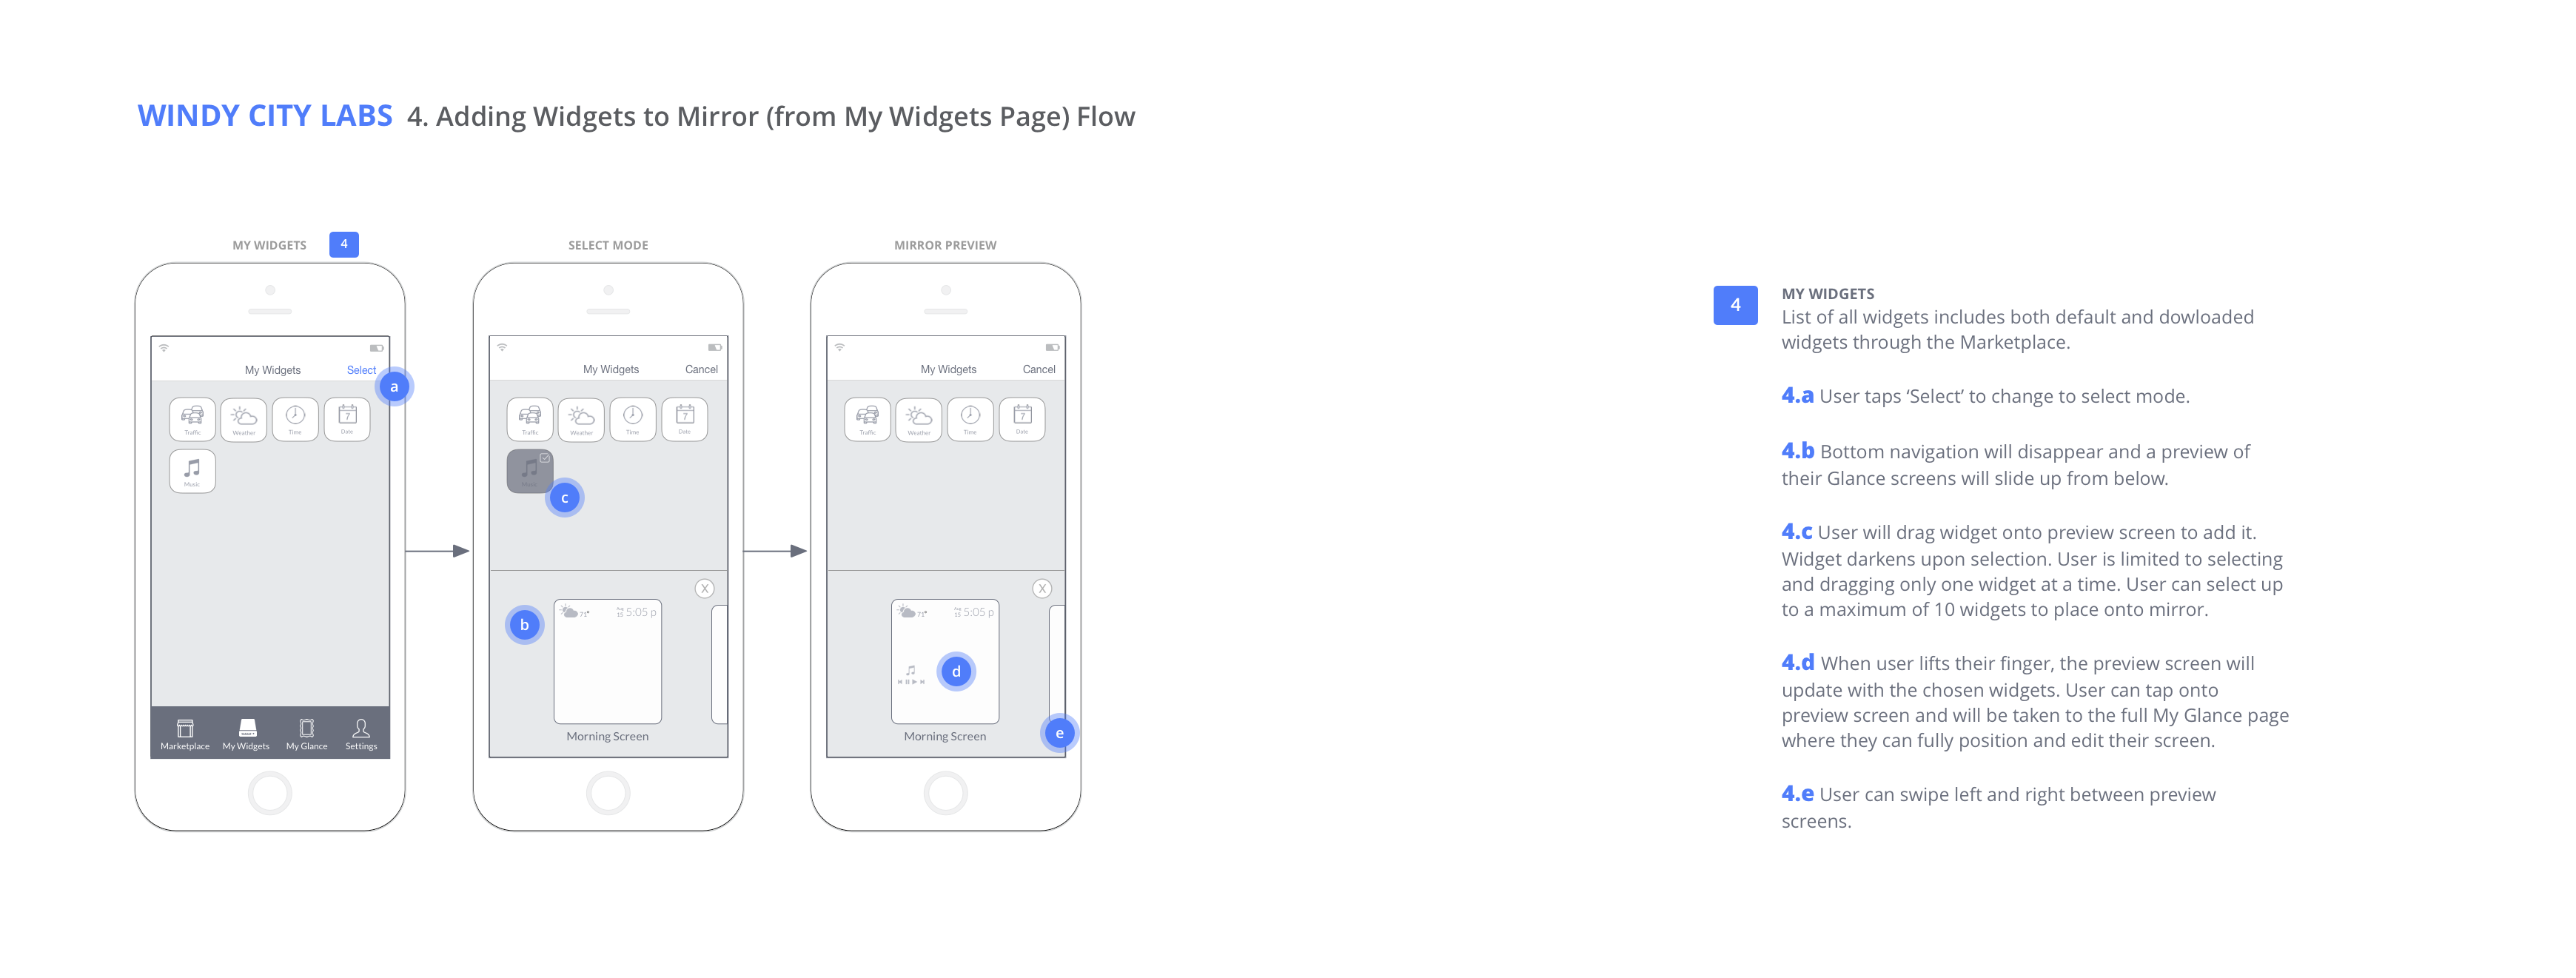 WINDY CITY LABS 4. Adding Widgets to Mirror (from My Widgets Page) Flow
MY WIDGETS 4
My Widgets Select
a
Traffic Weather 7 Time Date
Music
Marketplace My Widgets My Glance Settings
SELECT MODE
My Widgets Cancel
Traffic Weather Time 7 Date
Music
c
X
b
71° 15 5:05 p
Morning Screen
MIRROR PREVIEW
My Widgets Cancel
Traffic Weather Time 7 Date
X
71° 15 5:05 p
d
Morning Screen
e
4
MY WIDGETS
List of all widgets includes both default and dowloaded
widgets through the Marketplace.
4.a User taps ‘Select’ to change to select mode.
4.b Bottom navigation will disappear and a preview of
their Glance screens will slide up from below.
4.c User will drag widget onto preview screen to add it.
Widget darkens upon selection. User is limited to selecting
and dragging only one widget at a time. User can select up
to a maximum of 10 widgets to place onto mirror.
4.d When user lifts their finger, the preview screen will
update with the chosen widgets. User can tap onto
preview screen and will be taken to the full My Glance page
where they can fully position and edit their screen.
4.e User can swipe left and right between preview
screens.